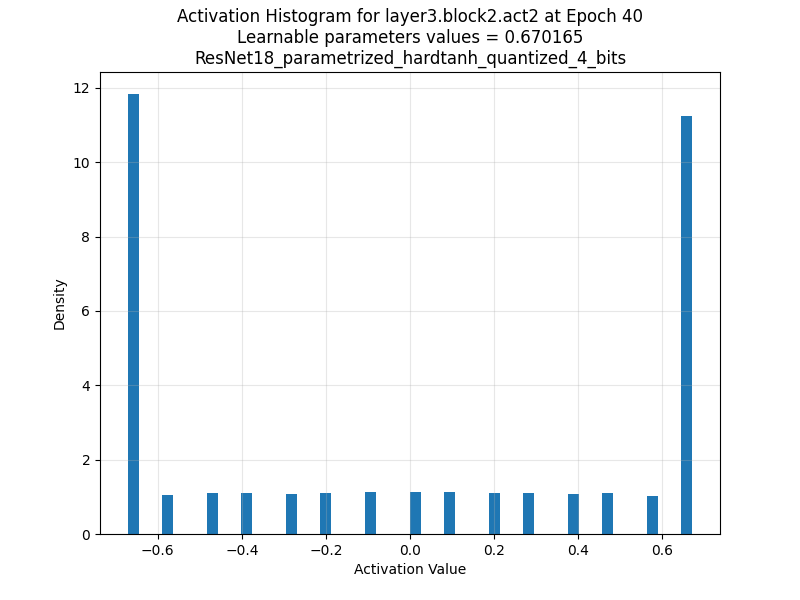 Activation Histogram for layer3.block2.act2 at Epoch 40
Learnable parameters values = 0.670165
ResNet18_parametrized_hardtanh_quantized_4_bits
12
10
8
6
4
2
0
Density
−0.6 −0.4 −0.2 0.0 0.2 0.4 0.6
Activation Value